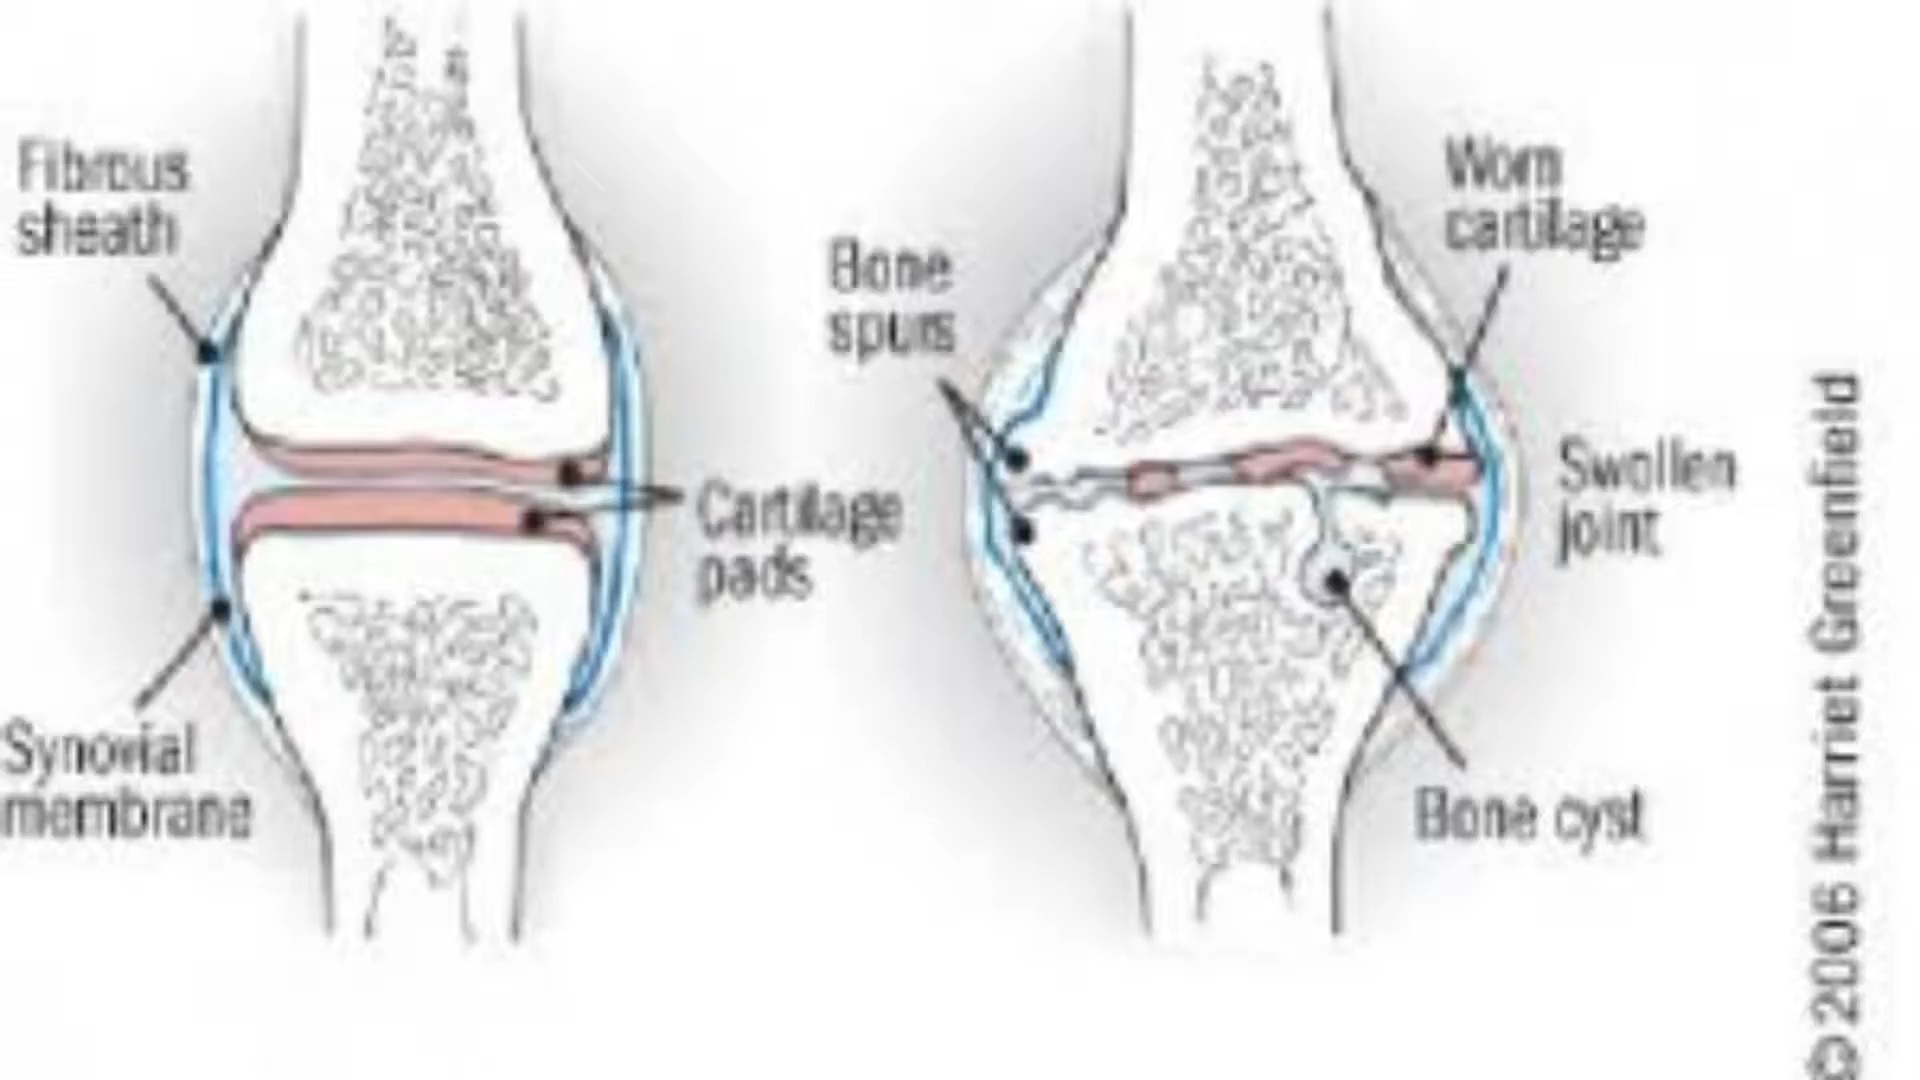 Fibrous
sheath
Synovial
membrane
Cartilage
pads
Bone
spurs
Worn
cartilage
Swollen
joint
Bone cyst
©2006 Harriet Greenfield